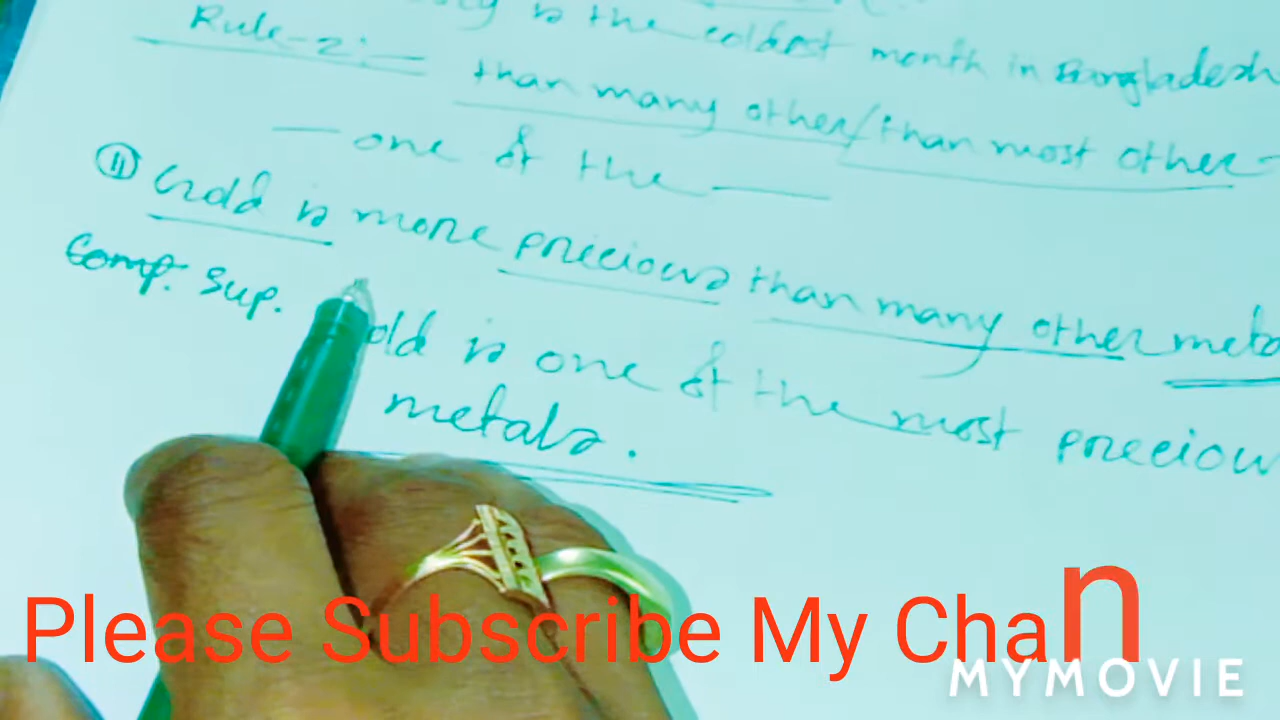 is the coldest month in Bangladesh
Rule-2:-
than many other/than most other-
— one of the —
(ii) Gold is more precious than many other meta
Comp. Sup. old is one of the most preciou
metals.
Please Subscribe My Chan
MYMOVIE